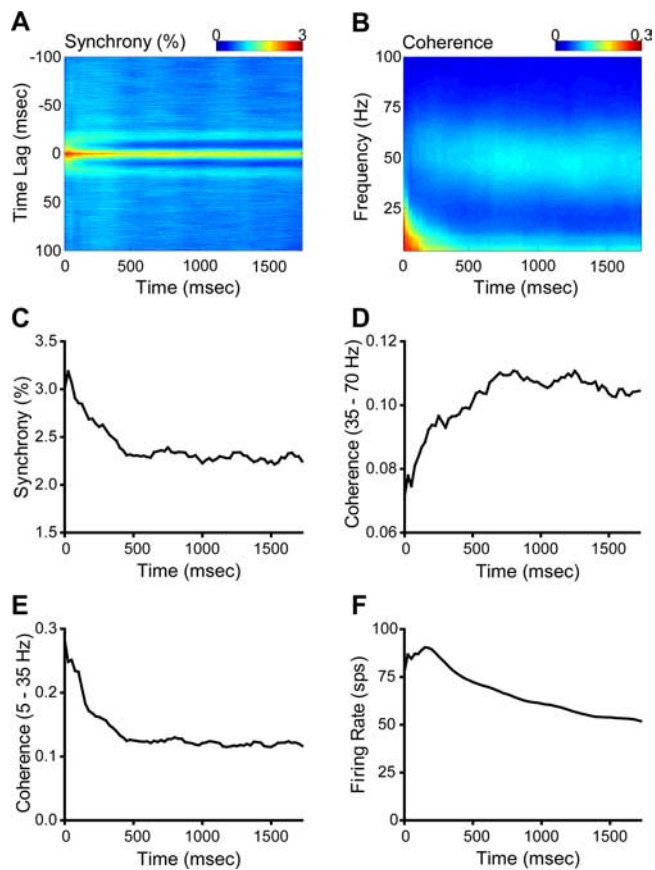 A
Synchrony (%)
0 3
-100
-50
0
50
100
Time Lag (msec)
0 500 1000 1500
Time (msec)
B
Coherence
0 0.3
100
75
50
25
Frequency (Hz)
0 500 1000 1500
Time (msec)
C
3.5
3.0
2.5
2.0
1.5
Synchrony (%)
0 500 1000 1500
Time (msec)
D
0.12
0.10
0.08
0.06
Coherence (35 - 70 Hz)
0 500 1000 1500
Time (msec)
E
0.3
0.2
0.1
0.0
Coherence (5 - 35 Hz)
0 500 1000 1500
Time (msec)
F
100
75
50
25
0
Firing Rate (sps)
0 500 1000 1500
Time (msec)